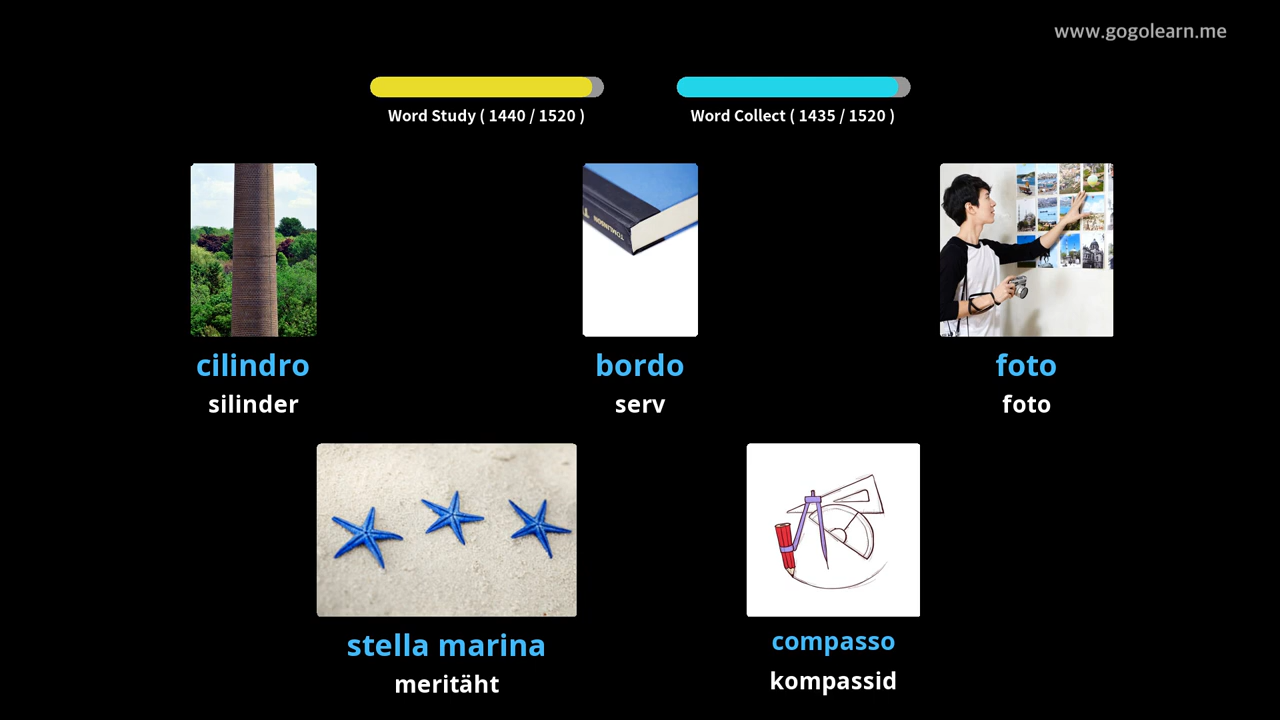 www.gogolearn.me
Word Study ( 1440 / 1520 )
Word Collect ( 1435 / 1520 )
TOMLINSON
cilindro
silinder
bordo
serv
foto
foto
stella marina
meritäht
compasso
kompassid